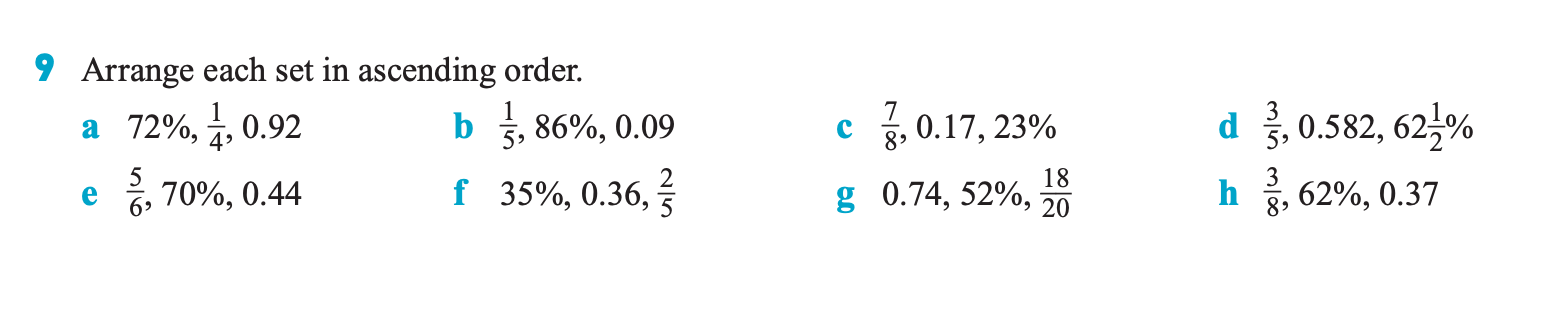 9 Arrange each set in ascending order.
a 72%, 1/4, 0.92 b 1/5, 86%, 0.09 c 7/8, 0.17, 23% d 3/5, 0.582, 62 1/2%
e 5/6, 70%, 0.44 f 35%, 0.36, 2/5 g 0.74, 52%, 18/20 h 3/8, 62%, 0.37